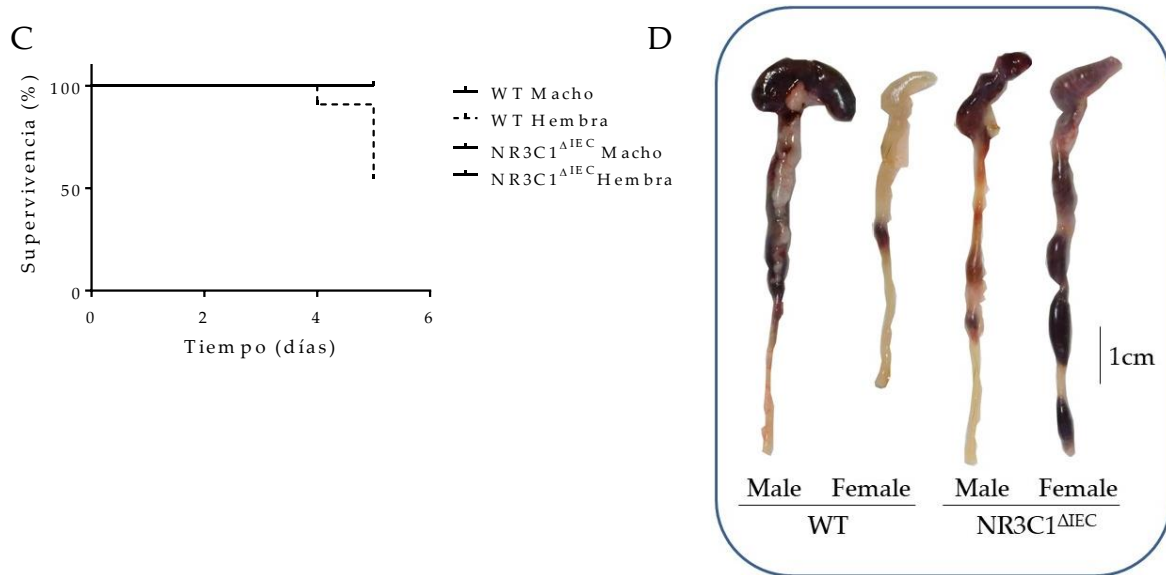 C
Supervivencia (%)
100
50
0
0 2 4 6
Tiempo (días)
WT Macho
WT Hembra
NR3C1ΔIEC Macho
NR3C1ΔIEC Hembra
D
1cm
Male Female Male Female
WT NR3C1ΔIEC